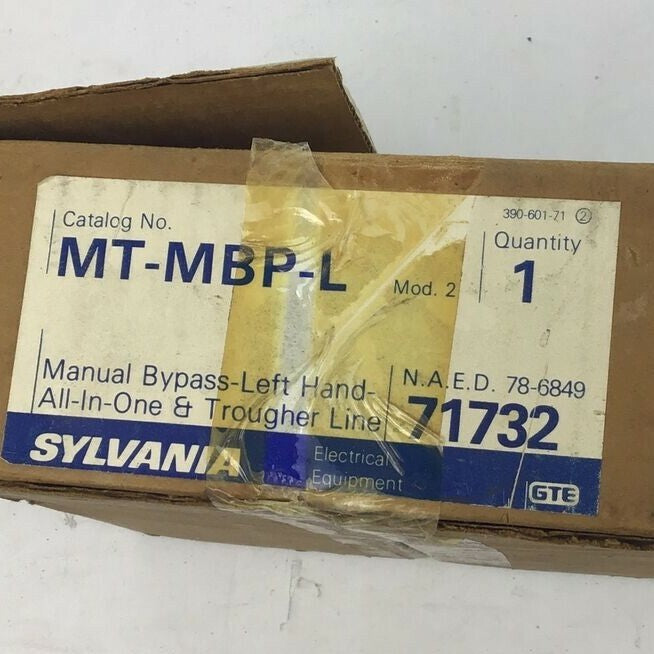 390-601-71 ②
Catalog No.
MT-MBP-L
Mod. 2
Quantity
1
Manual Bypass-Left Hand-
All-In-One & Trougher Line
N.A.E.D. 78-6849
71732
SYLVANIA
Electrical
Equipment
GTE